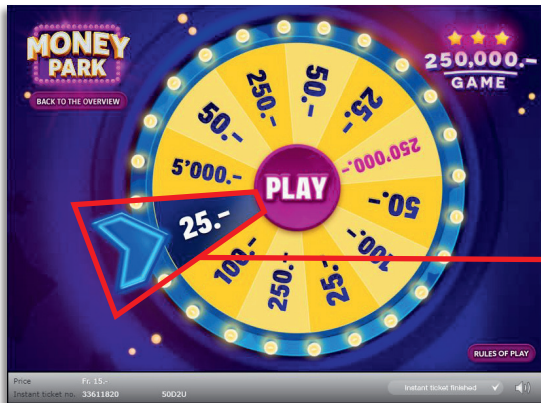 MONEY
PARK
BACK TO THE OVERVIEW
250,000.-
GAME
50.-
25.-
250'000.-
50.-
100.-
25.-
250.-
100.-
25.-
5'000.-
50.-
250.-
PLAY
RULES OF PLAY
Price Fr. 15.-
Instant ticket no. 33611820 50D2U
Instant ticket finished